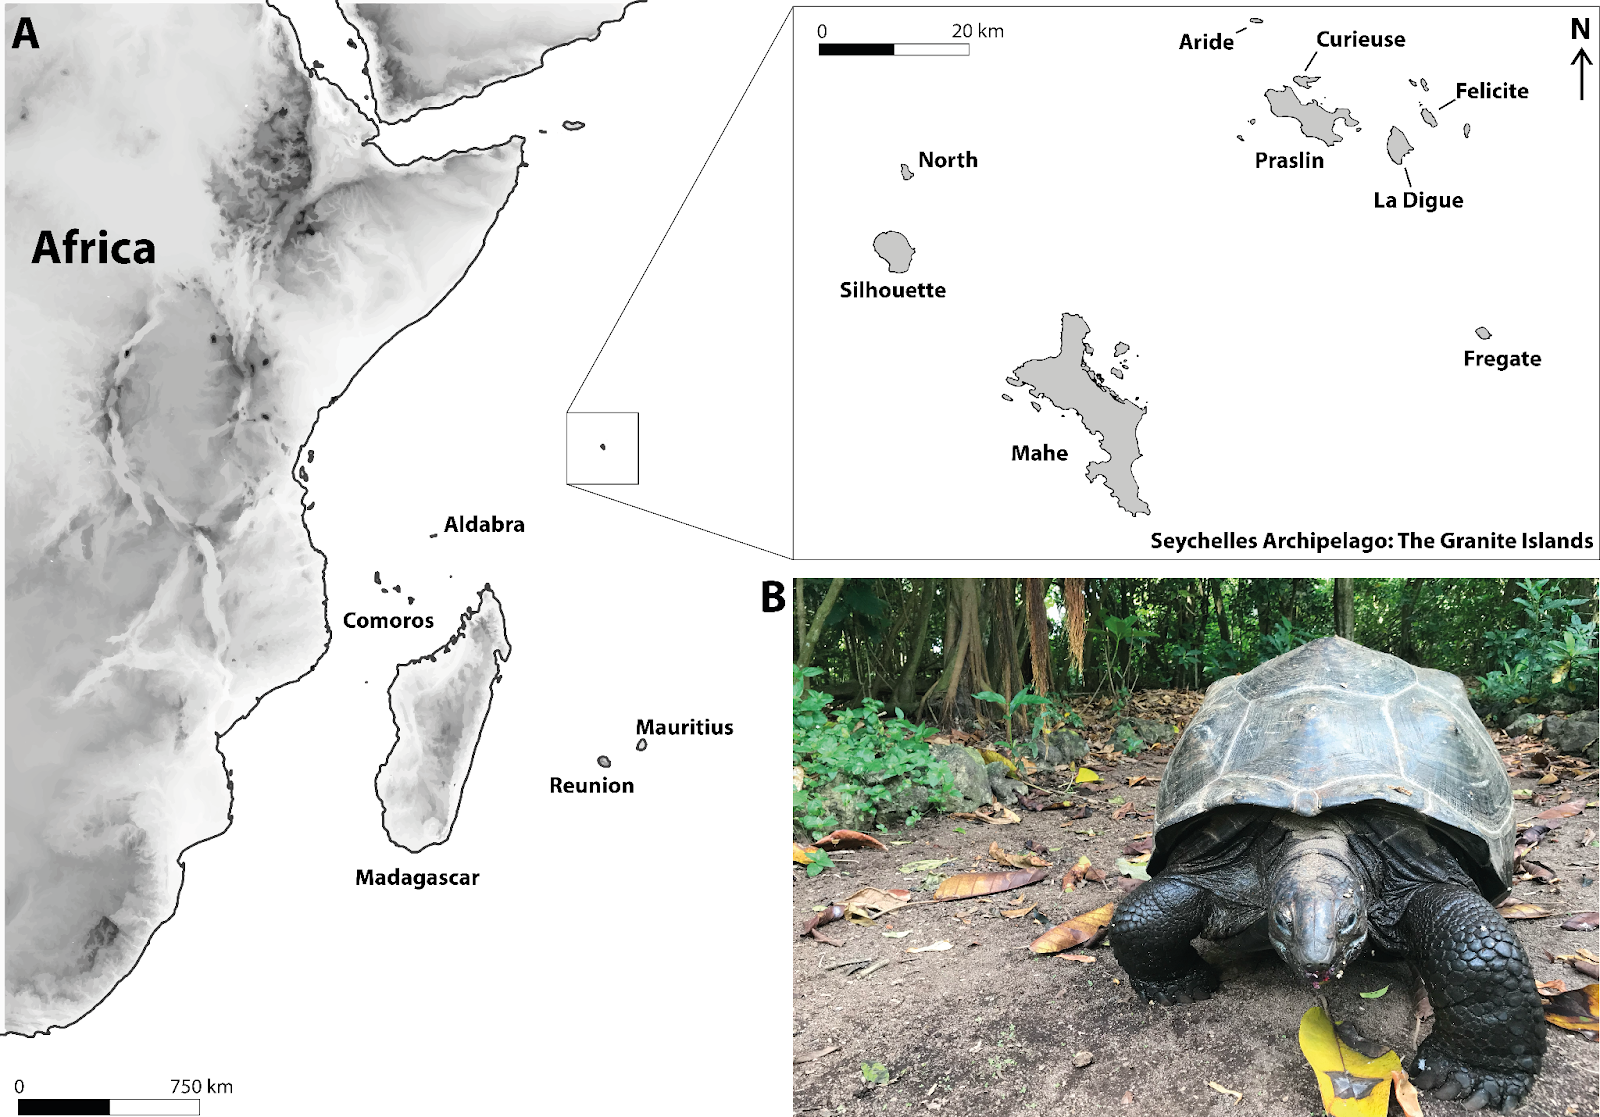 A
Africa
Aldabra
Comoros
Mauritius
Reunion
Madagascar
0 750 km
0 20 km
N
Aride
Curieuse
Felicite
North
Praslin
La Digue
Silhouette
Fregate
Mahe
Seychelles Archipelago: The Granite Islands
B